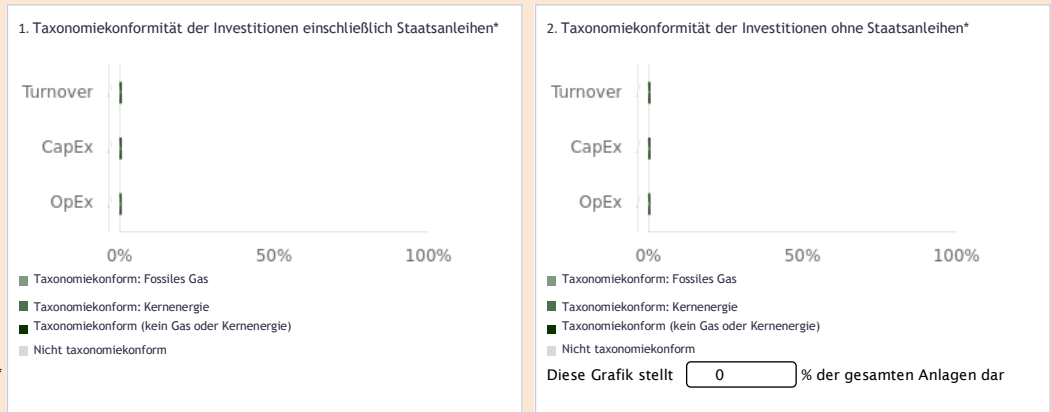 1. Taxonomiekonformität der Investitionen einschließlich Staatsanleihen*
Turnover
CapEx
OpEx
0% 50% 100%
Taxonomiekonform: Fossiles Gas
Taxonomiekonform: Kernenergie
Taxonomiekonform (kein Gas oder Kernenergie)
Nicht taxonomiekonform
2. Taxonomiekonformität der Investitionen ohne Staatsanleihen*
Turnover
CapEx
OpEx
0% 50% 100%
Taxonomiekonform: Fossiles Gas
Taxonomiekonform: Kernenergie
Taxonomiekonform (kein Gas oder Kernenergie)
Nicht taxonomiekonform
Diese Grafik stellt 0 % der gesamten Anlagen dar